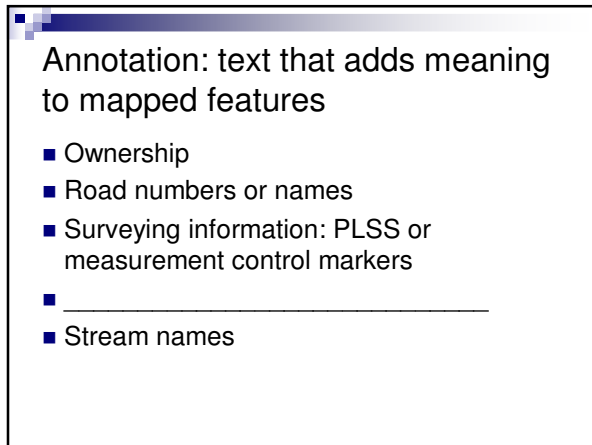 Annotation: text that adds meaning
to mapped features
■ Ownership
■ Road numbers or names
■ Surveying information: PLSS or
measurement control markers
■ ______________________________
■ Stream names